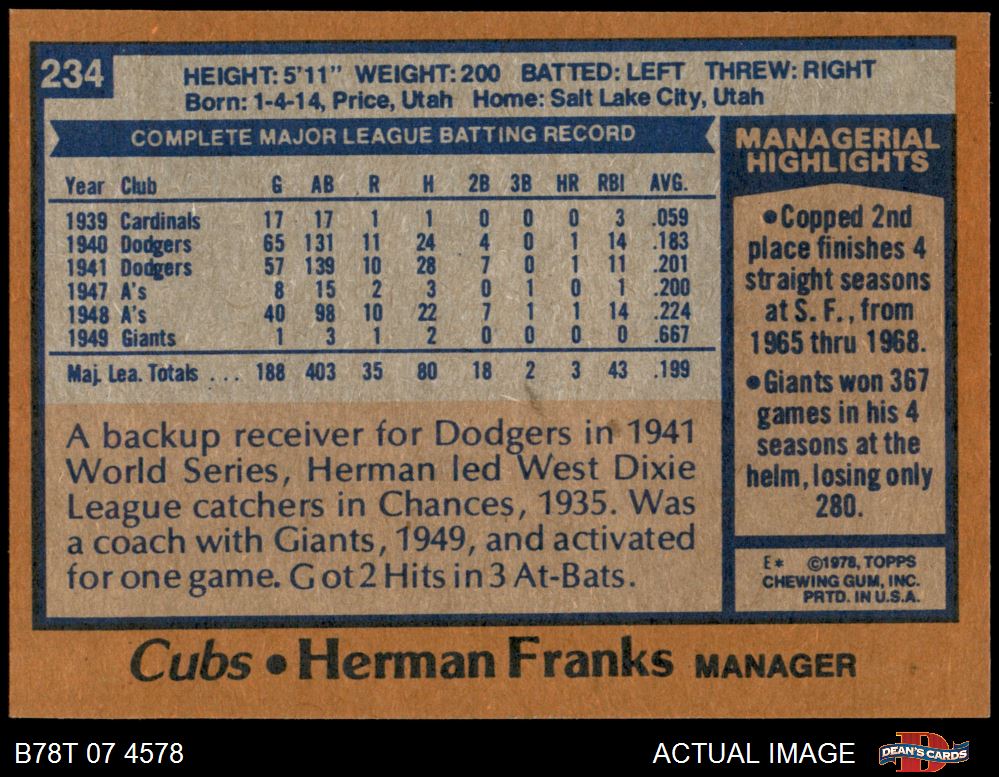 234
HEIGHT: 5'11" WEIGHT: 200 BATTED: LEFT THREW: RIGHT
Born: 1-4-14, Price, Utah Home: Salt Lake City, Utah
COMPLETE MAJOR LEAGUE BATTING RECORD
Year Club G AB R H 2B 3B HR RBI AVG.
1939 Cardinals 17 17 1 1 0 0 0 3 .059
1940 Dodgers 65 131 11 24 4 0 1 14 .183
1941 Dodgers 57 139 10 28 7 0 1 11 .201
1947 A's 8 15 2 3 0 1 0 1 .200
1948 A's 40 98 10 22 7 1 1 14 .224
1949 Giants 1 3 1 2 0 0 0 0 .667
Maj. Lea. Totals ... 188 403 35 80 18 2 3 43 .199
A backup receiver for Dodgers in 1941
World Series, Herman led West Dixie
League catchers in Chances, 1935. Was
a coach with Giants, 1949, and activated
for one game. Got 2 Hits in 3 At-Bats.
MANAGERIAL
HIGHLIGHTS
•Copped 2nd
place finishes 4
straight seasons
at S. F., from
1965 thru 1968.
•Giants won 367
games in his 4
seasons at the
helm, losing only
280.
E* ©1978, TOPPS
CHEWING GUM, INC.
PRTD. IN U.S.A.
Cubs • Herman Franks MANAGER
B78T 07 4578
ACTUAL IMAGE
DEAN'S CARDS